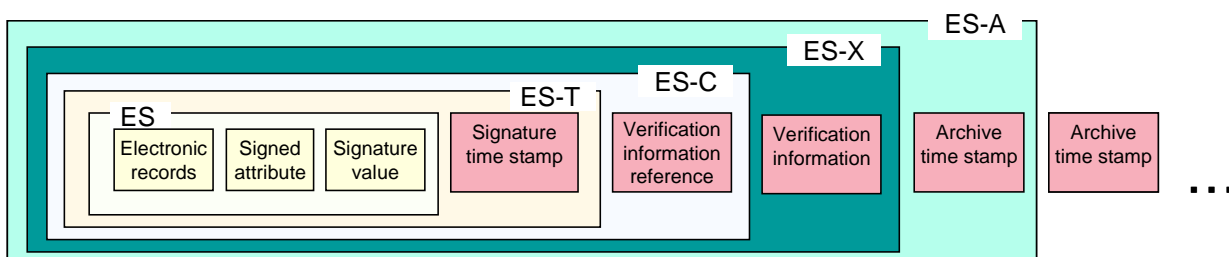 ES-A
ES-X
ES-C
ES-T
ES
Electronic
records
Signed
attribute
Signature
value
Signature
time stamp
Verification
information
reference
Verification
information
Archive
time stamp
Archive
time stamp
...